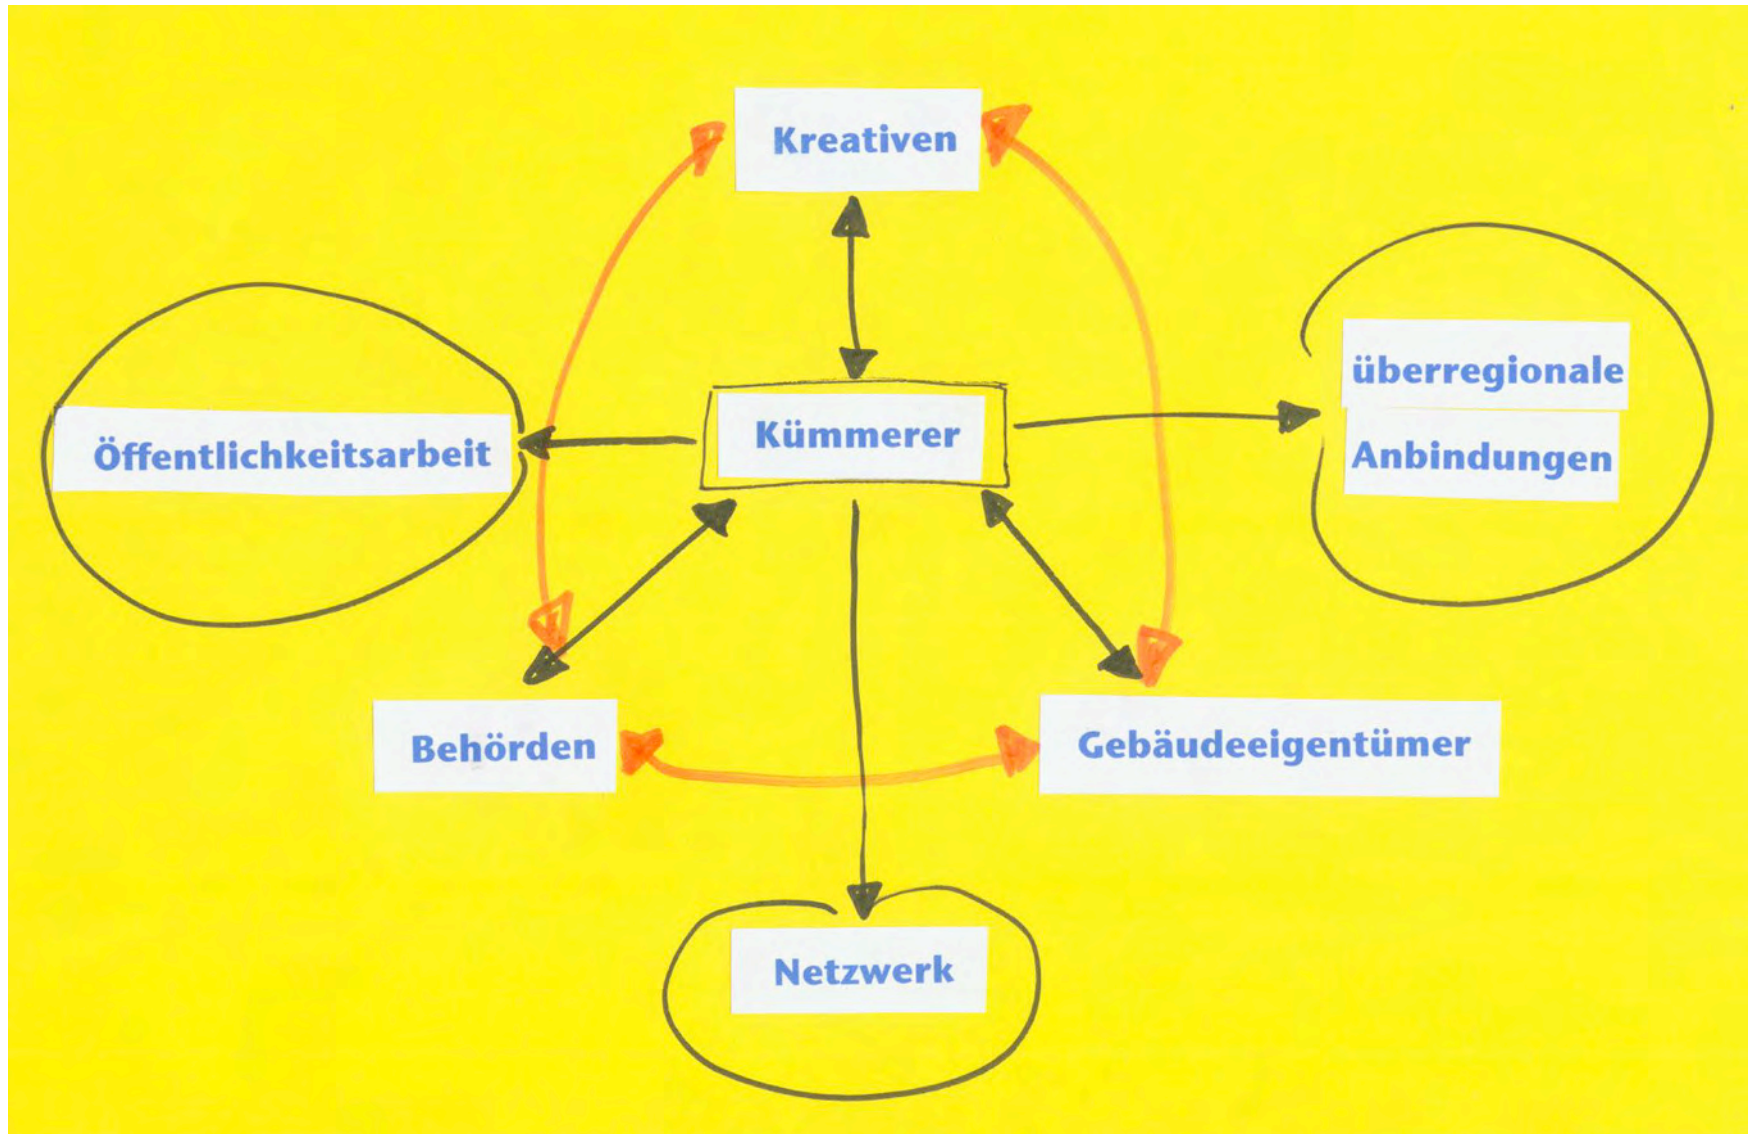 Kreativen
überregionale
Anbindungen
Kümmerer
Öffentlichkeitsarbeit
Behörden
Gebäudeeigentümer
Netzwerk